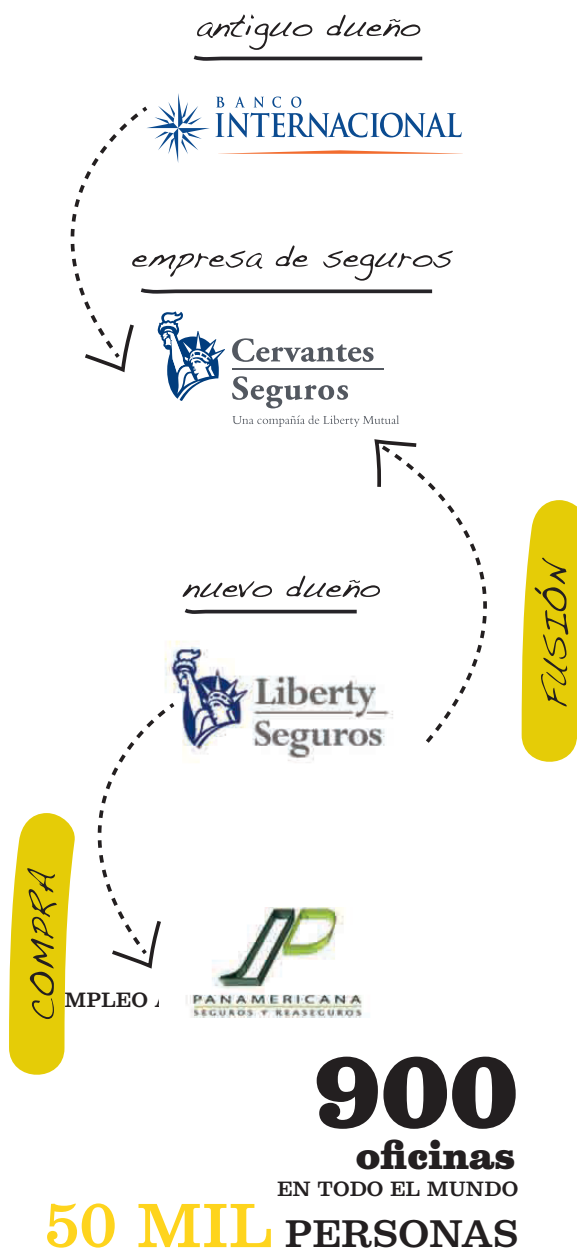 antiguo dueño
BANCO
INTERNACIONAL
empresa de seguros
Cervantes
Seguros
Una compañía de Liberty Mutual
FUSIÓN
nuevo dueño
Liberty
Seguros
COMPRA
MPLEO
PANAMERICANA
SEGUROS Y REASEGUROS
900
oficinas
EN TODO EL MUNDO
50 MIL PERSONAS